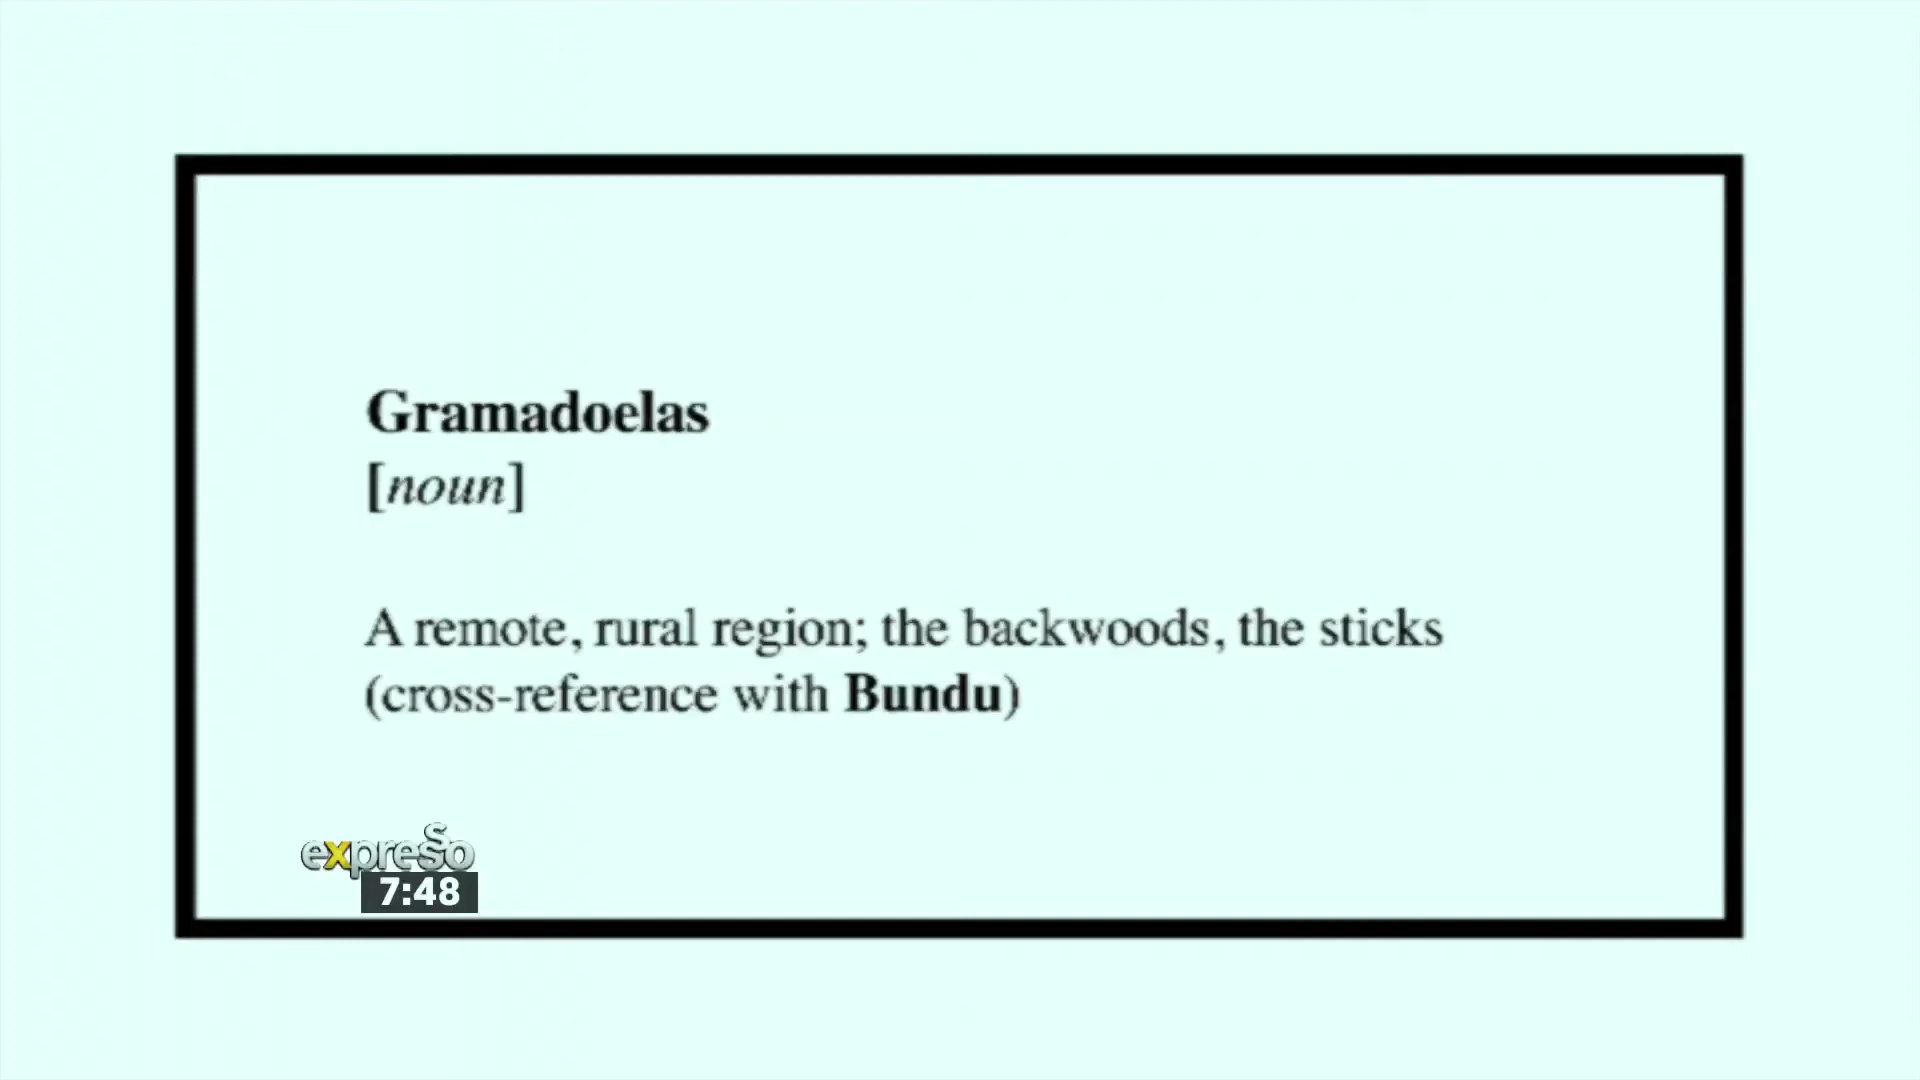 Gramadoelas
[noun]
A remote, rural region; the backwoods, the sticks
(cross-reference with Bundu)
expresso
7:48